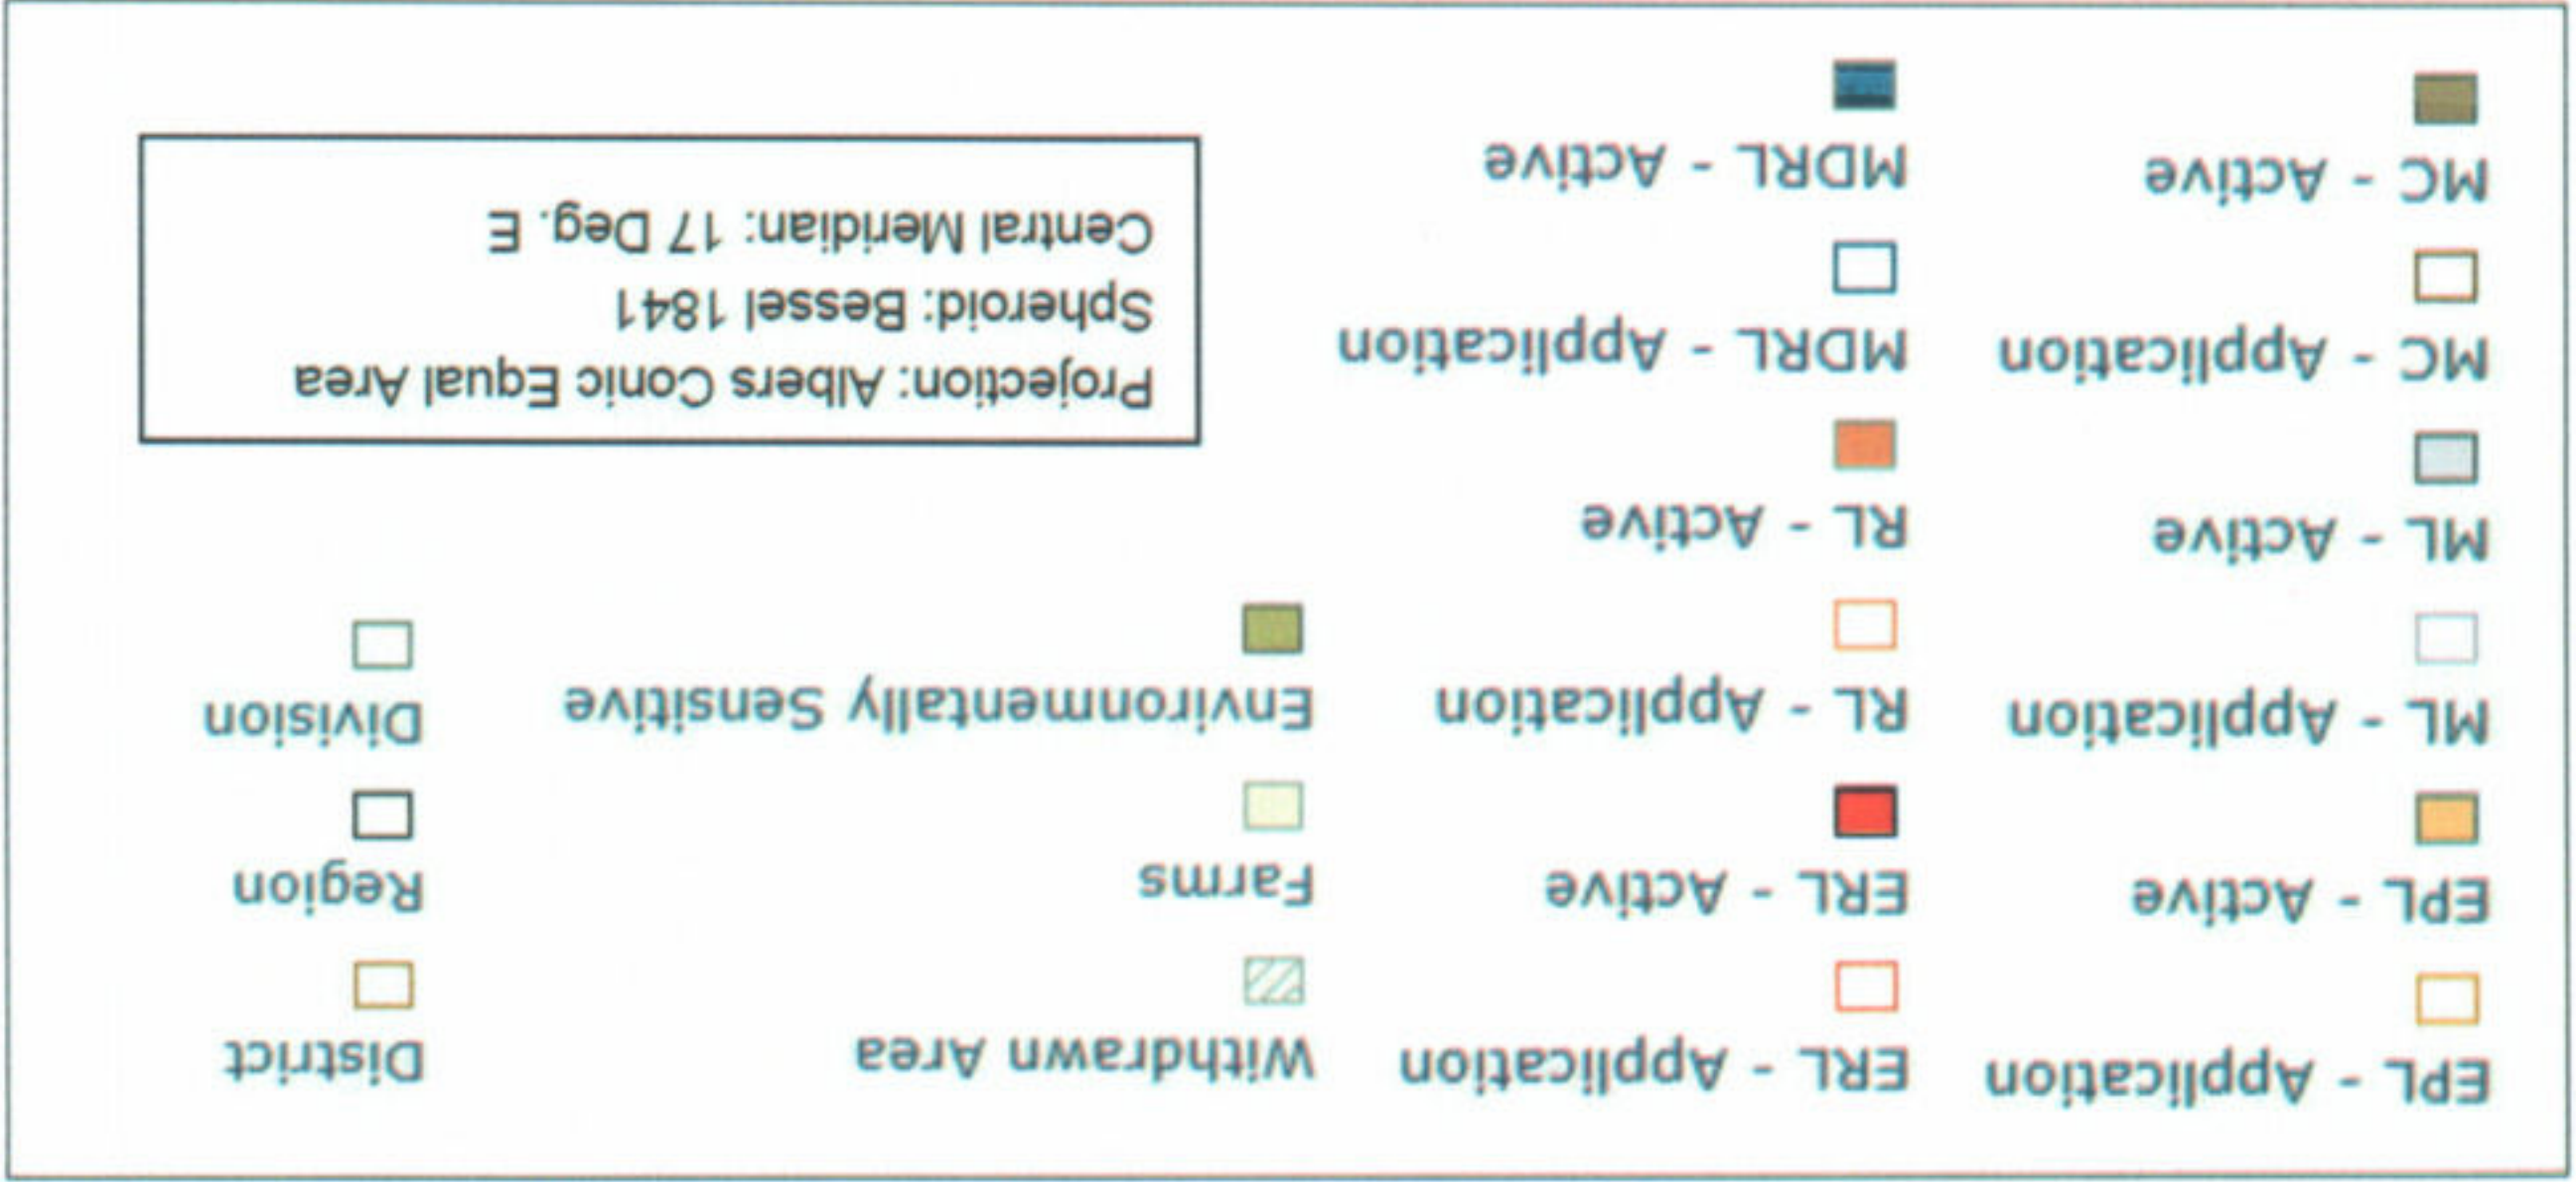 EPL - Application
EPL - Active
ML - Application
ML - Active
MC - Application
MC - Active
ERL - Application
ERL - Active
RL - Application
RL - Active
MDRL - Application
MDRL - Active
Withdrawn Area
Farms
Environmentally Sensitive
District
Region
Division
Projection: Albers Conic Equal Area
Spheroid: Bessel 1841
Central Meridian: 17 Deg. E